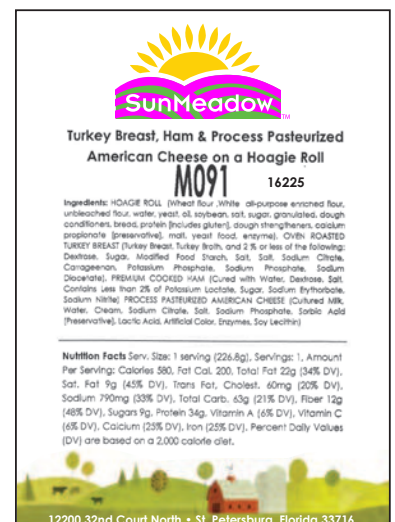 SunMeadow
TM
Turkey Breast, Ham & Process Pasteurized
American Cheese on a Hoagie Roll
M091 16225
Ingredients: HOAGIE ROLL (Wheat flour ,White all-purpose enriched flour,
unbleached flour, water, yeast, oil, soybean, salt, sugar, granulated, dough
conditioners, bread, protein [includes gluten], dough strengtheners, calcium
propionate [preservative], malt, yeast food, enzyme). OVEN ROASTED
TURKEY BREAST (Turkey Breast, Turkey Broth, and 2 % or less of the following:
Dextrose, Sugar, Modified Food Starch, Salt, Salt, Sodium Citrate,
Carrageenan, Potassium Phosphate, Sodium Phosphate, Sodium
Diacetate), PREMIUM COOKED HAM (Cured with Water, Dextrose, Salt,
Contains Less than 2% of Potassium Lactate, Sugar, Sodium Erythorbate,
Sodium Nitrite) PROCESS PASTEURIZED AMERICAN CHEESE (Cultured Milk,
Water, Cream, Sodium Citrate, Salt, Sodium Phosphate, Sorbic Acid
[Preservative], Lactic Acid, Artificial Color, Enzymes, Soy Lecithin)
Nutrition Facts Serv. Size: 1 serving (226.8g), Servings: 1, Amount
Per Serving: Calories 580, Fat Cal. 200, Total Fat 22g (34% DV),
Sat. Fat 9g (45% DV), Trans Fat, Cholest. 60mg (20% DV),
Sodium 790mg (33% DV), Total Carb. 63g (21% DV), Fiber 12g
(48% DV), Sugars 9g, Protein 34g, Vitamin A (6% DV), Vitamin C
(6% DV), Calcium (25% DV), Iron (25% DV). Percent Daily Values
(DV) are based on a 2,000 calorie diet.
12200 32nd Court North • St. Petersburg, Florida 33716